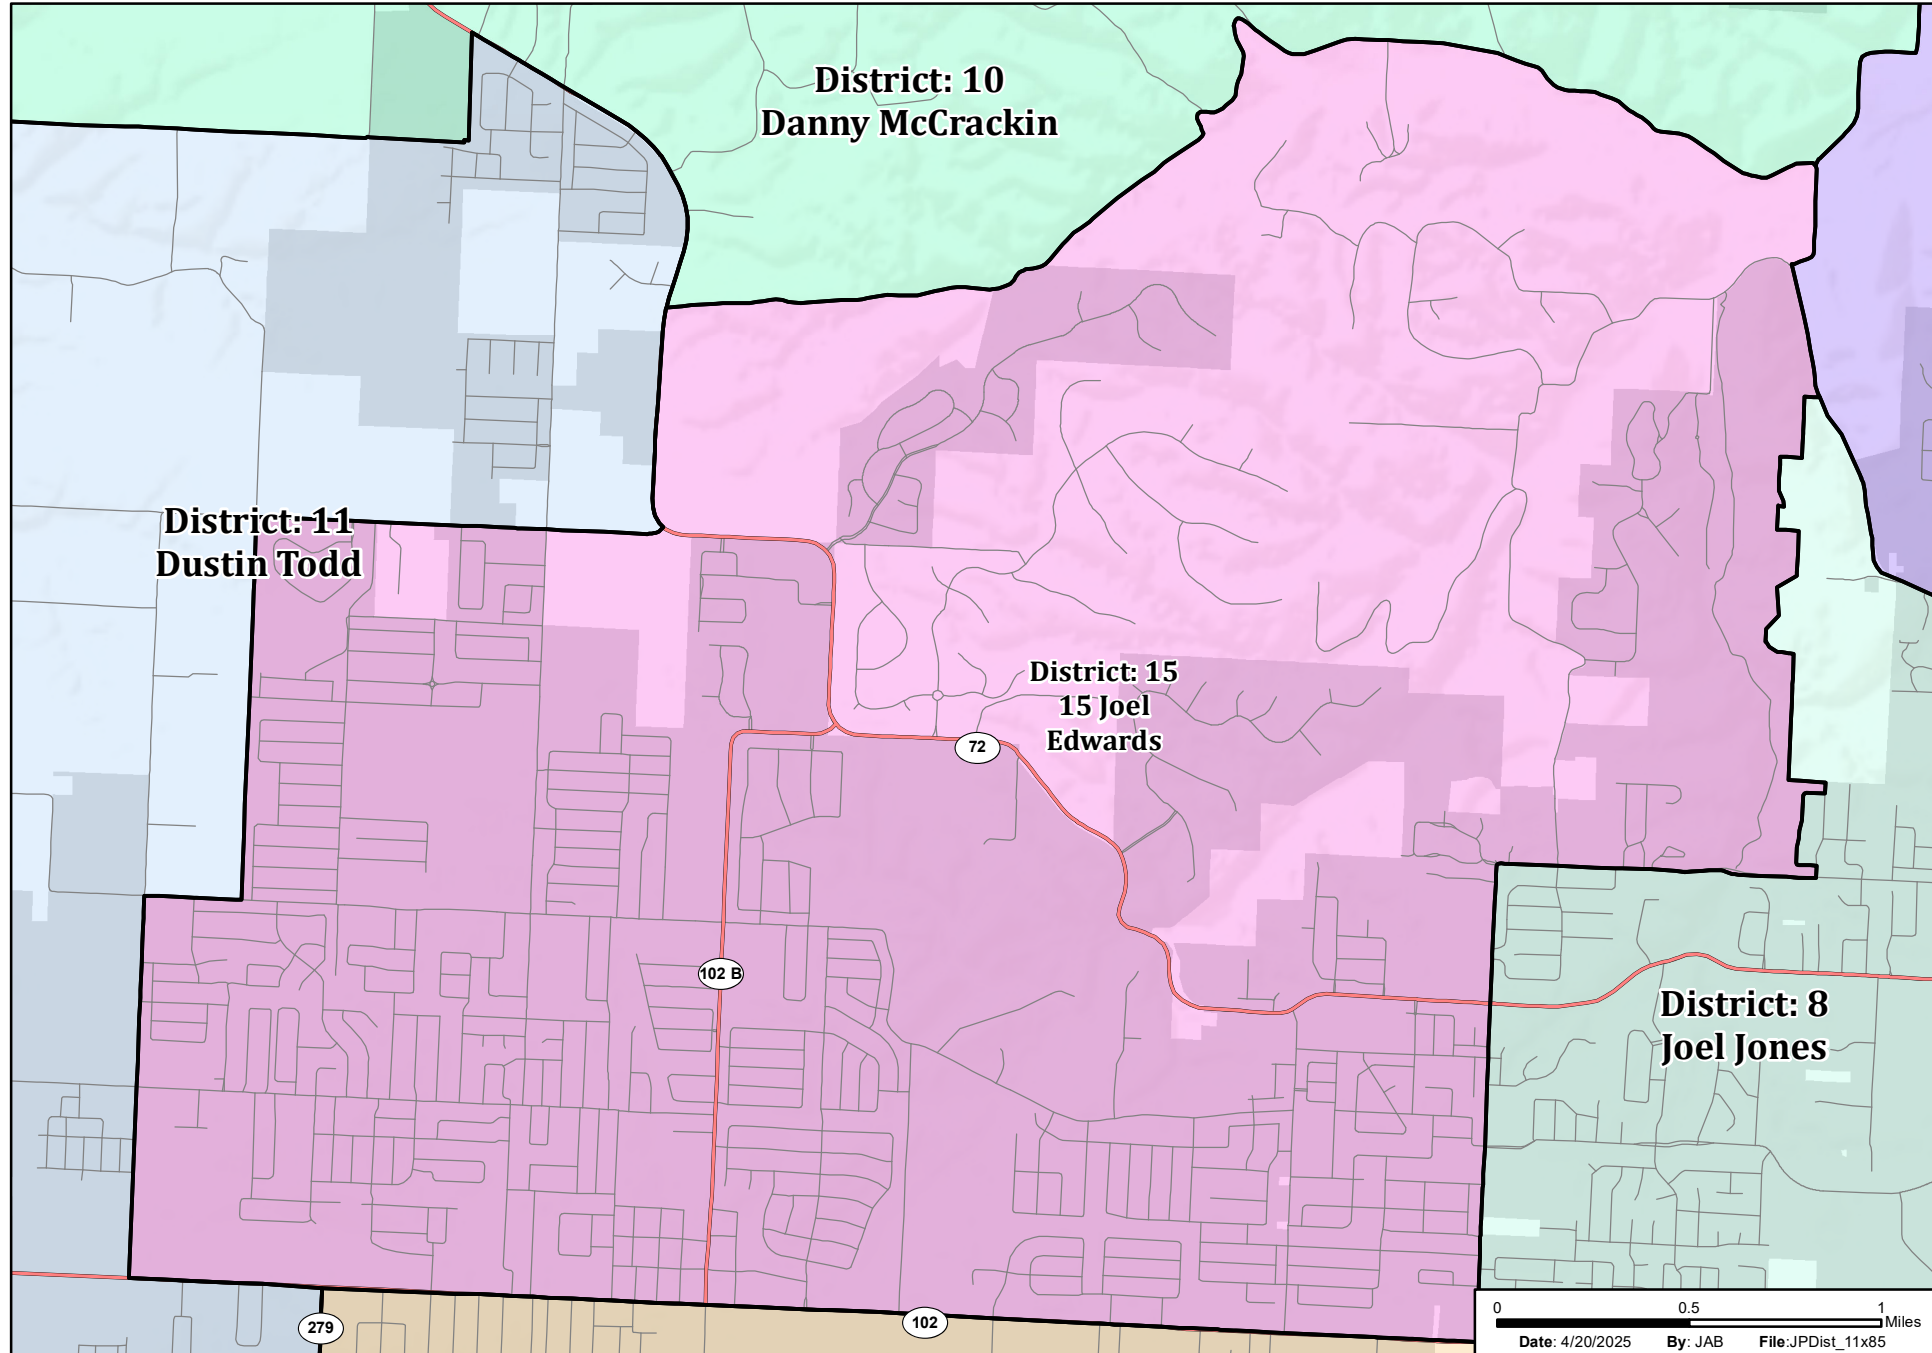 District: 10
Danny McCrackin
District: 11
Dustin Todd
District: 15
15 Joel
Edwards
72
102 B
District: 8
Joel Jones
279
102
0 0.5 1
Miles
Date: 4/20/2025 By: JAB File:JPDist_11x85